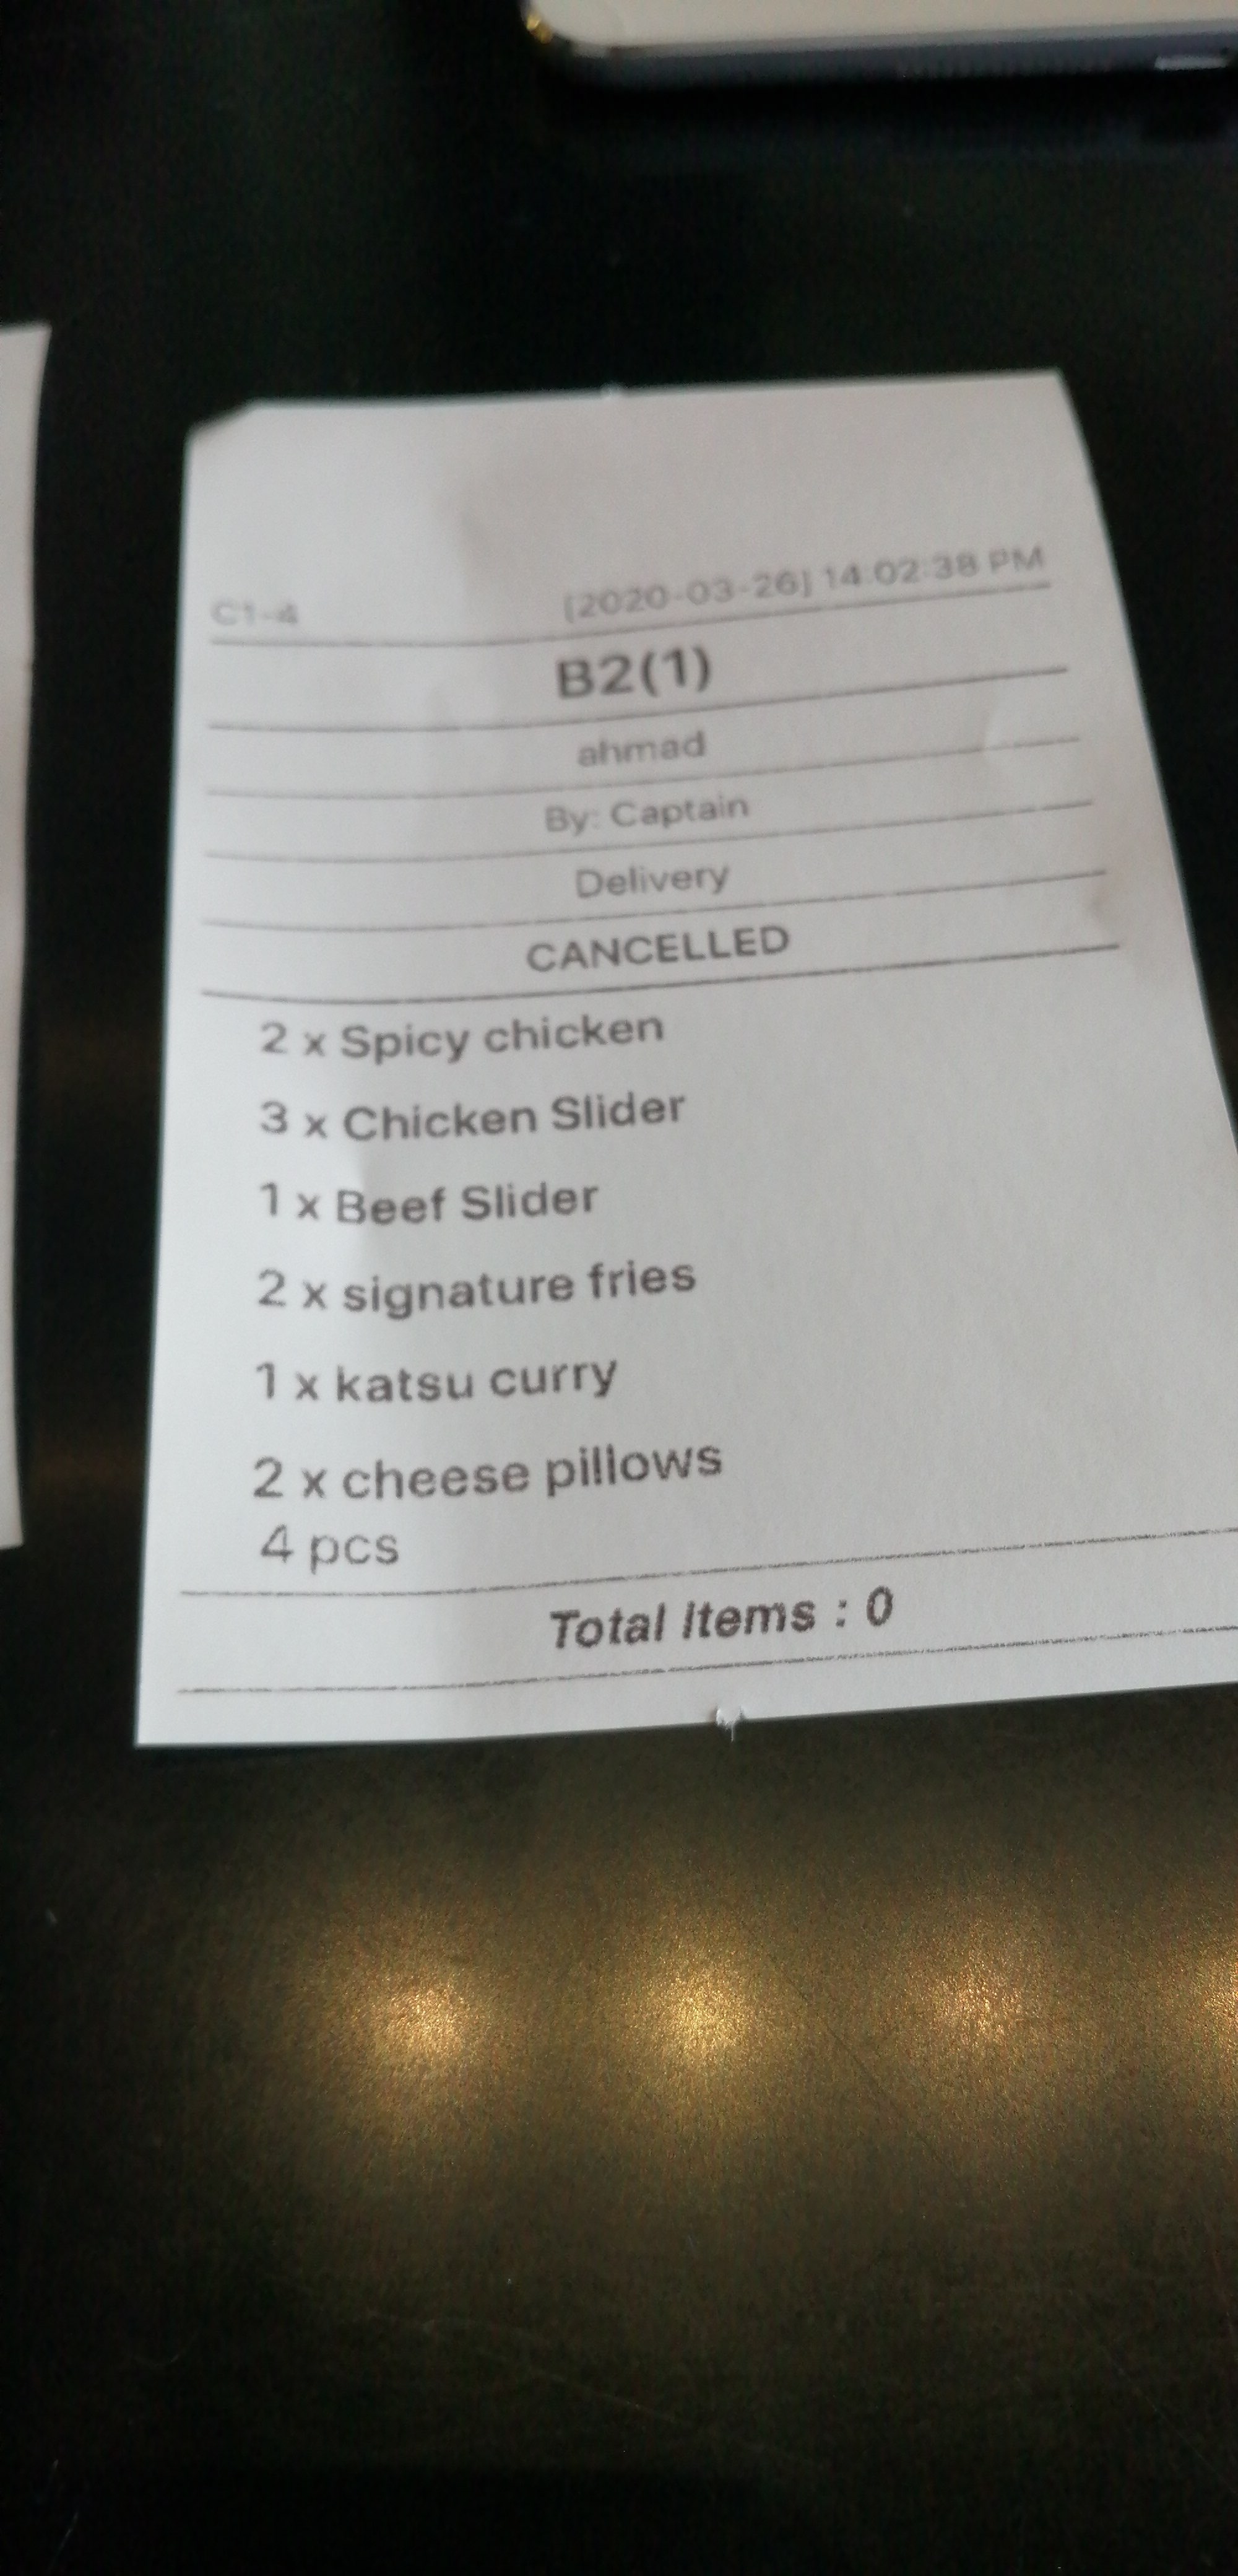 C1-4 [2020-03-26] 14:02:38 PM
B2(1)
ahmad
By: Captain
Delivery
CANCELLED
2 x Spicy chicken
3 x Chicken Slider
1 x Beef Slider
2 x signature fries
1 x katsu curry
2 x cheese pillows
4 pcs
Total Items : 0